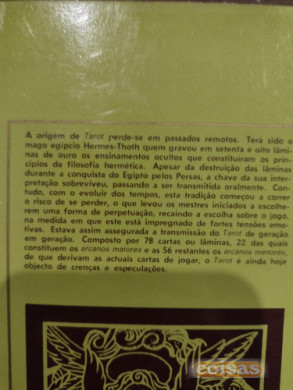 A origem de Tarot perde-se em passados remotos. Terá sido o
mago egípcio Hermes-Thoth quem gravou em setenta e oito lâmi-
nas de ouro os ensinamentos ocultos que constituíram os prin-
cípios da filosofia hermética. Apesar da destruição das lâminas
durante a conquista do Egipto pelos Persas, a chave da sua inter-
pretação sobreviveu, passando a ser transmitida oralmente. Con-
tudo, com o evoluir dos tempos, esta tradição começou a correr
o risco de se perder, o que levou os mestres iniciados a escolhe-
rem uma forma de perpetuação, recaindo a escolha sobre o jogo,
na medida em que este está impregnado de fortes tensões emo-
tivas. Estava assim assegurada a transmissão do Tarot de geração
em geração. Composto por 78 cartas ou lâminas, 22 das quais
constituem os arcanos maiores e as 56 restantes os arcanos menores,
de que derivam as actuais cartas de jogar, o Tarot é ainda hoje
objecto de crenças e especulações.
coisas